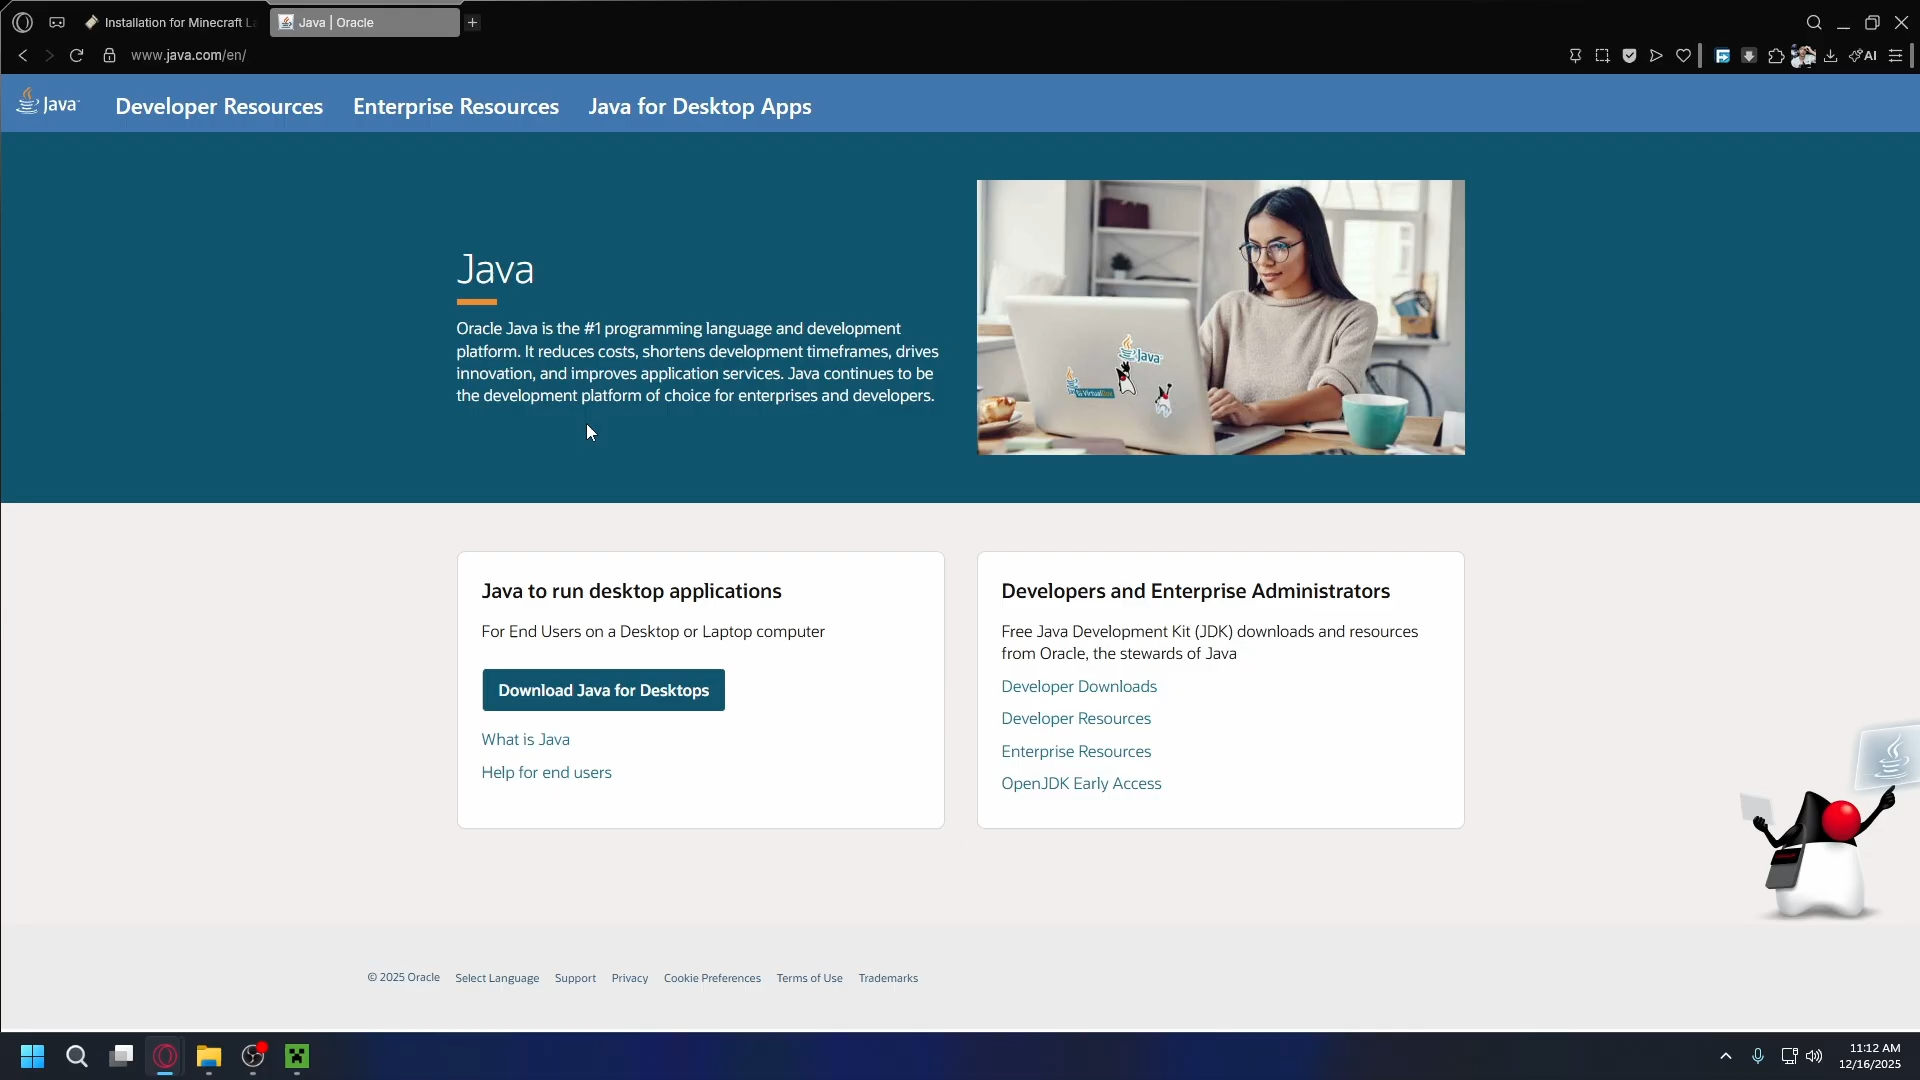 Installation for Minecraft La
Java | Oracle
www.java.com/en/
AI
Java
Developer Resources
Enterprise Resources
Java for Desktop Apps
Java
Oracle Java is the #1 programming language and development
platform. It reduces costs, shortens development timeframes, drives
innovation, and improves application services. Java continues to be
the development platform of choice for enterprises and developers.
Java
VirtualBox
Java to run desktop applications
For End Users on a Desktop or Laptop computer
Download Java for Desktops
What is Java
Help for end users
Developers and Enterprise Administrators
Free Java Development Kit (JDK) downloads and resources
from Oracle, the stewards of Java
Developer Downloads
Developer Resources
Enterprise Resources
OpenJDK Early Access
© 2025 Oracle
Select Language
Support
Privacy
Cookie Preferences
Terms of Use
Trademarks
11:12 AM
12/16/2025